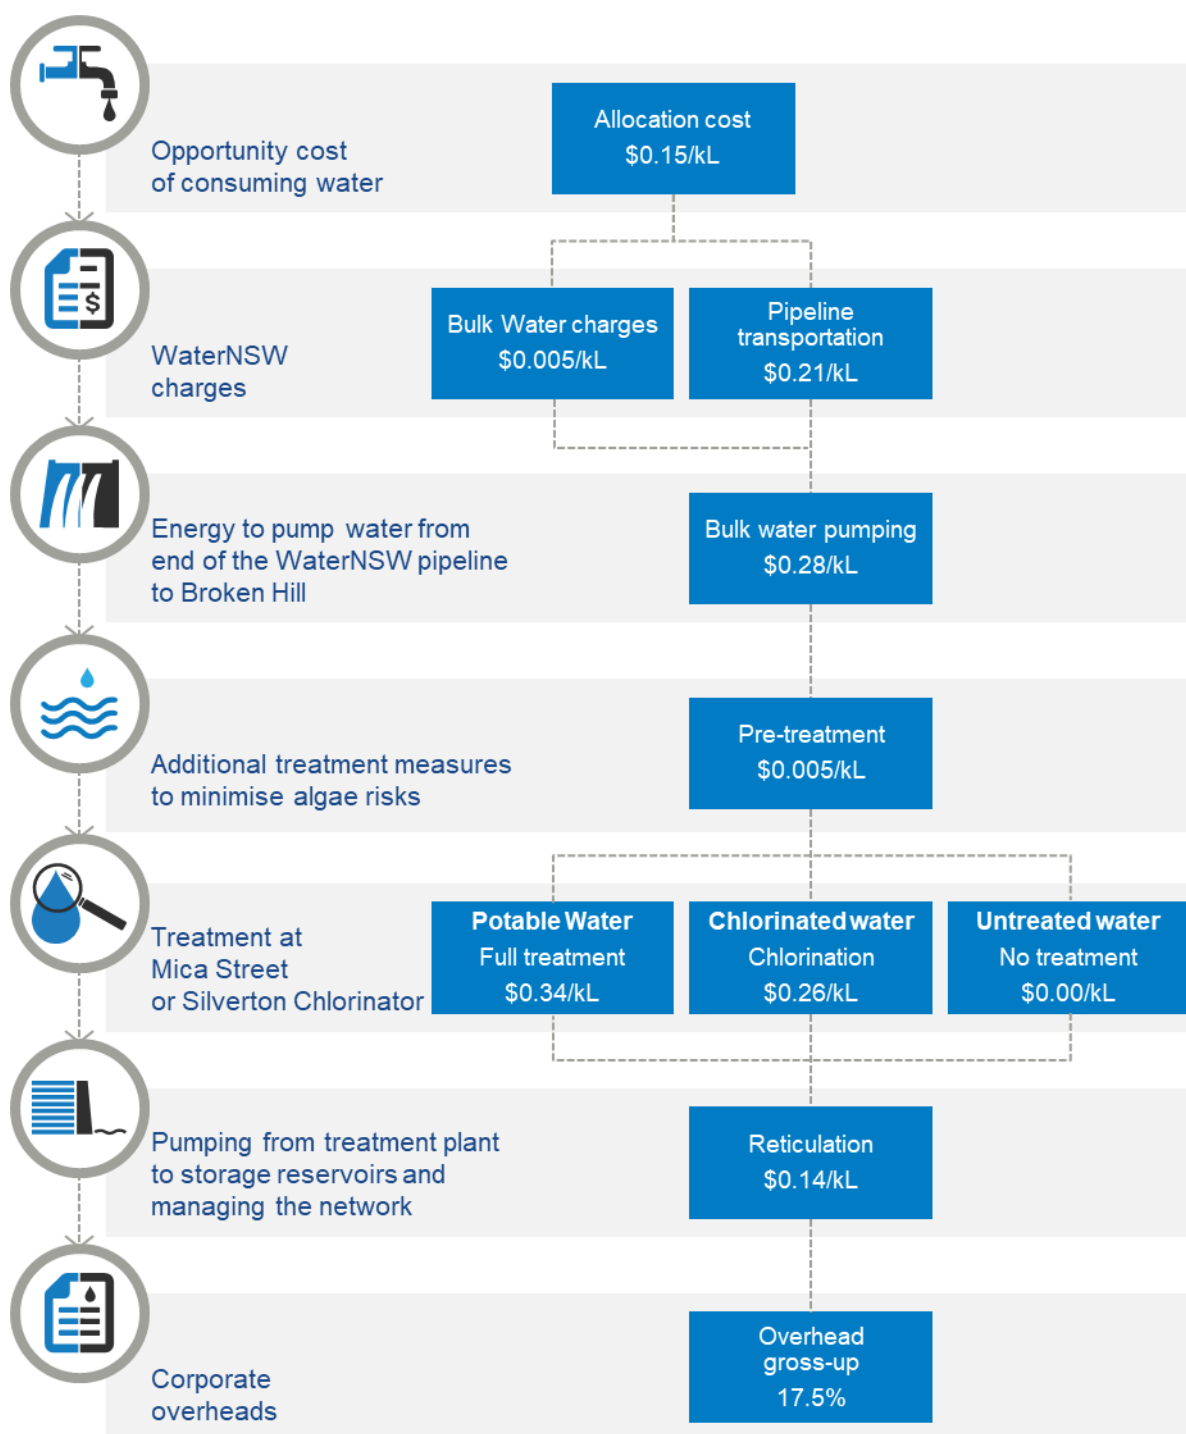 Allocation cost
$0.15/kL
Opportunity cost
of consuming water
Bulk Water charges
$0.005/kL
Pipeline
transportation
$0.21/kL
$
WaterNSW
charges
Bulk water pumping
$0.28/kL
Energy to pump water from
end of the WaterNSW pipeline
to Broken Hill
Pre-treatment
$0.005/kL
Additional treatment measures
to minimise algae risks
Potable Water
Full treatment
$0.34/kL
Chlorinated water
Chlorination
$0.26/kL
Untreated water
No treatment
$0.00/kL
Treatment at
Mica Street
or Silverton Chlorinator
Reticulation
$0.14/kL
Pumping from treatment plant
to storage reservoirs and
managing the network
Overhead
gross-up
17.5%
Corporate
overheads